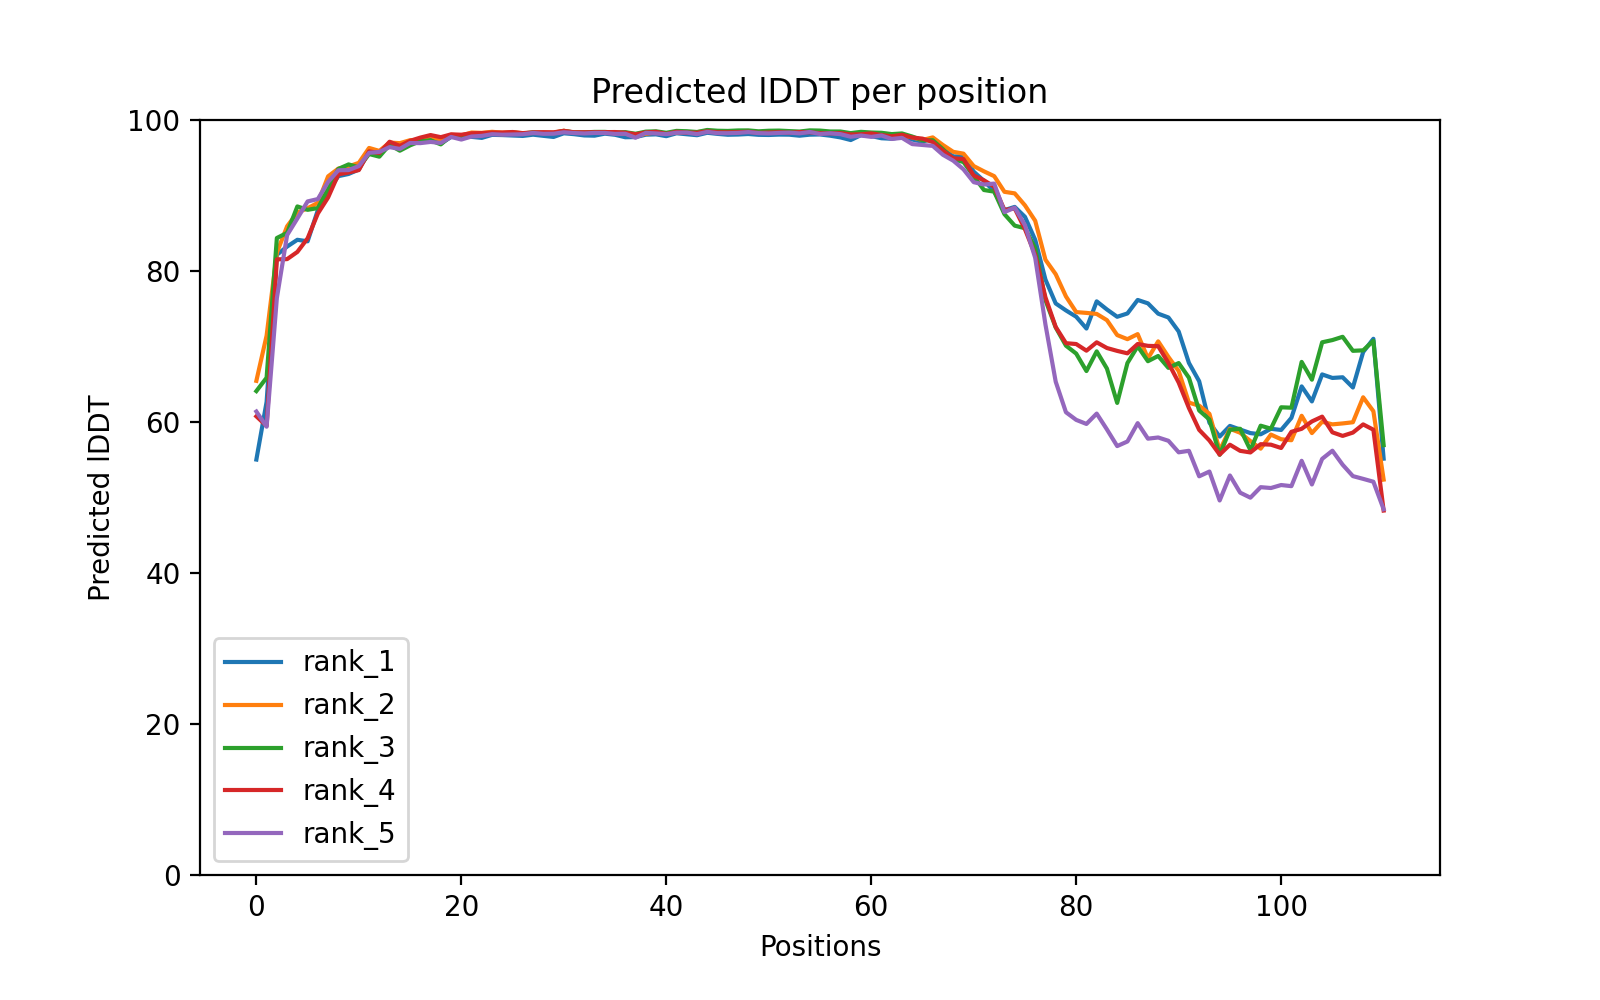 Predicted lDDT per position
100
80
60
40
20
0
Predicted lDDT
rank_1
rank_2
rank_3
rank_4
rank_5
0 20 40 60 80 100
Positions